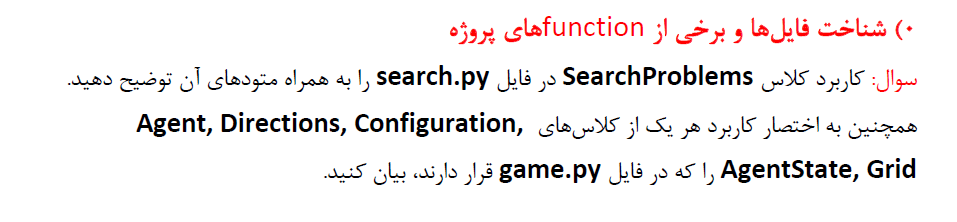 ۰) شناخت فایل‌ها و برخی از functionهای پروژه
سوال: کاربرد کلاس SearchProblems در فایل search.py را به همراه متودهای آن توضیح دهید.
همچنین به اختصار کاربرد هر یک از کلاس‌های Agent, Directions, Configuration,
AgentState, Grid را که در فایل game.py قرار دارند، بیان کنید.